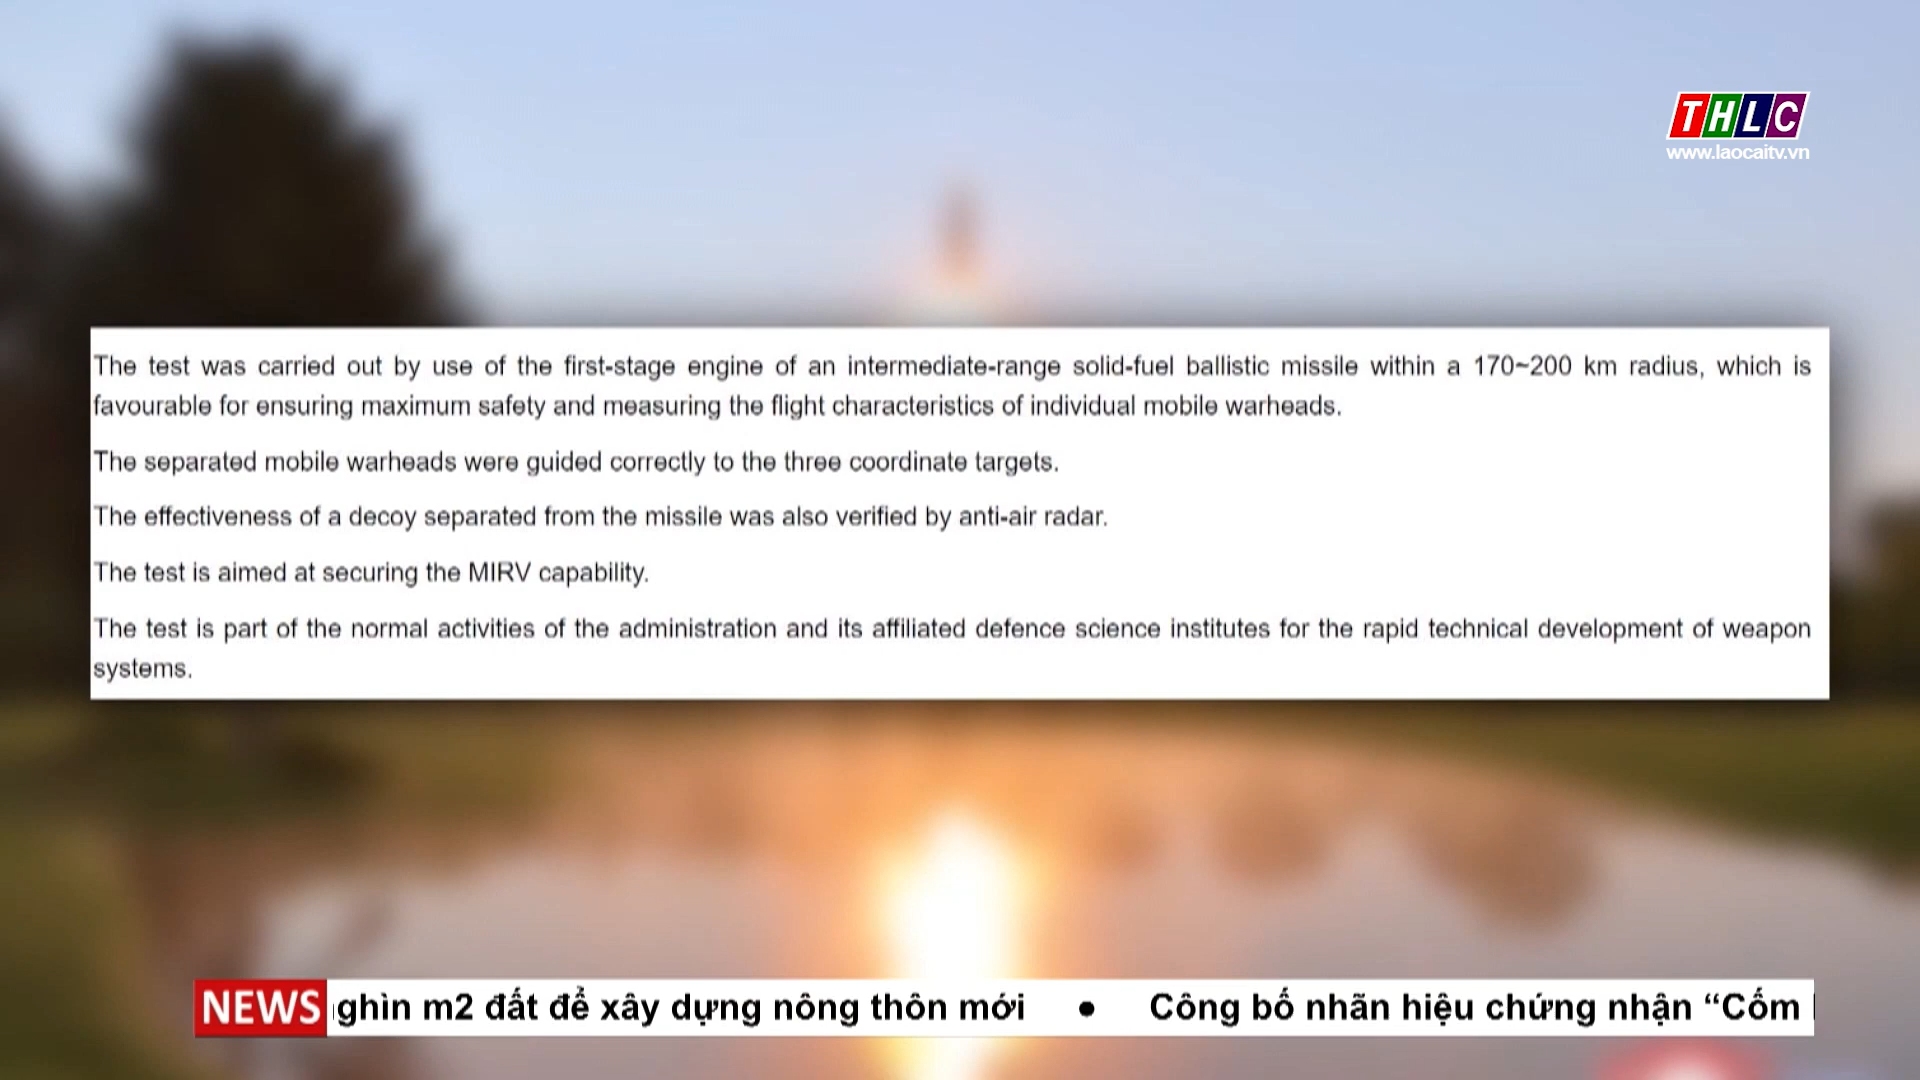 THLC
www.laocaitv.vn
The test was carried out by use of the first-stage engine of an intermediate-range solid-fuel ballistic missile within a 170~200 km radius, which is
favourable for ensuring maximum safety and measuring the flight characteristics of individual mobile warheads.
The separated mobile warheads were guided correctly to the three coordinate targets.
The effectiveness of a decoy separated from the missile was also verified by anti-air radar.
The test is aimed at securing the MIRV capability.
The test is part of the normal activities of the administration and its affiliated defence science institutes for the rapid technical development of weapon
systems.
NEWS ghìn m2 đất để xây dựng nông thôn mới • Công bố nhãn hiệu chứng nhận “Cốm